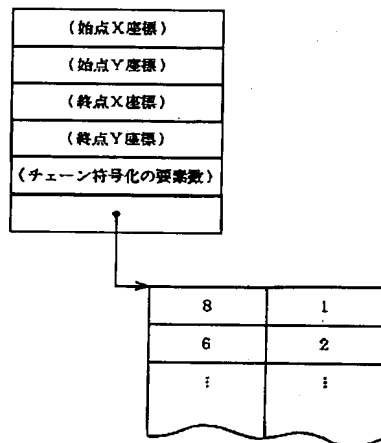 (始点X座標)
(始点Y座標)
(終点X座標)
(終点Y座標)
(チェーン符号化の要素数)
8 1
6 2
⋮ ⋮